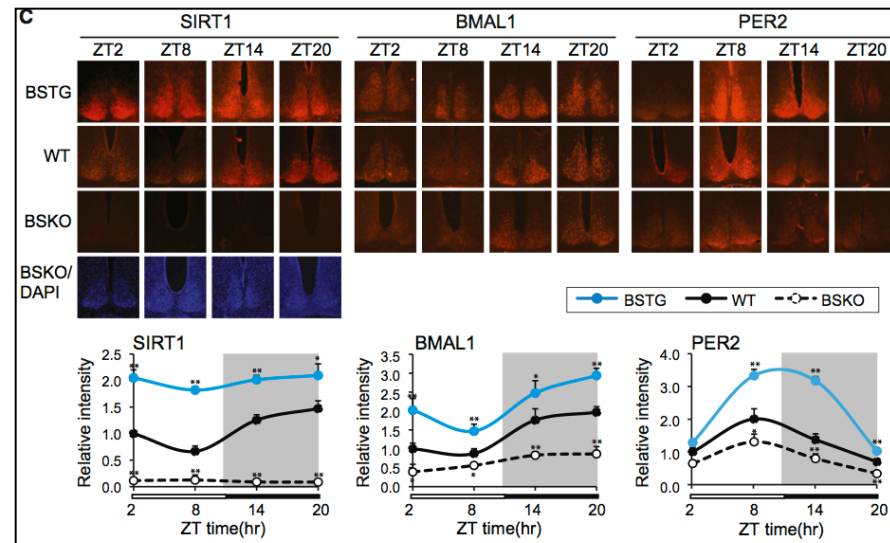 C
SIRT1 BMAL1 PER2
ZT2 ZT8 ZT14 ZT20 ZT2 ZT8 ZT14 ZT20 ZT2 ZT8 ZT14 ZT20
BSTG
WT
BSKO
BSKO/
DAPI
BSTG WT BSKO
SIRT1
Relative intensity
2.5
2.0
1.5
1.0
0.5
0.0
** ** ** *
** ** ** **
2 8 14 20
ZT time(hr)
BMAL1
Relative intensity
3.5
3.0
2.5
2.0
1.5
1.0
0.5
0.0
** ** * **
* * ** **
2 8 14 20
ZT time(hr)
PER2
Relative intensity
4.0
3.0
2.0
1.0
0.0
** **
* ** **
2 8 14 20
ZT time(hr)